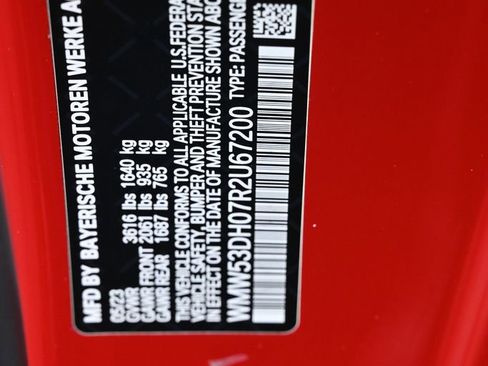 MFD BY BAYERISCHE MOTOREN WERKE A
05/23
GVWR 3616 lbs 1640 kg
GAWR FRONT 2061 lbs 935 kg
GAWR REAR 1687 lbs 765 kg
THIS VEHICLE CONFORMS TO ALL APPLICABLE U.S. FEDERA
VEHICLE SAFETY, BUMPER AND THEFT PREVENTION STA
IN EFFECT ON THE DATE OF MANUFACTURE SHOWN ABO
WMW53DH07R2U67200 TYPE: PASSENGE